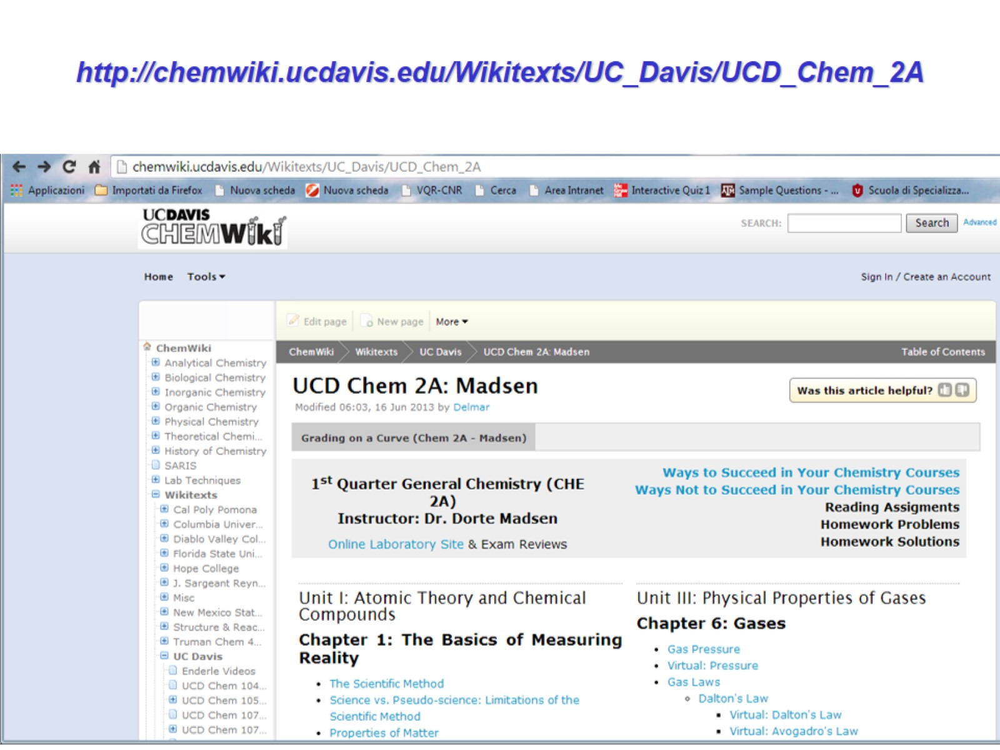 http://chemwiki.ucdavis.edu/Wikitexts/UC_Davis/UCD_Chem_2A
chemwiki.ucdavis.edu/Wikitexts/UC_Davis/UCD_Chem_2A
Applicazioni Importati da Firefox Nuova scheda Nuova scheda VQR-CNR Cerca Area Intranet Interactive Quiz 1 Sample Questions - ... Scuola di Specializza...
UCDAVIS
CHEMWiki
SEARCH: Search Advanced
Home Tools
Sign In / Create an Account
Edit page New page More
ChemWiki Wikitexts UC Davis UCD Chem 2A: Madsen Table of Contents
ChemWiki
Analytical Chemistry
Biological Chemistry
Inorganic Chemistry
Organic Chemistry
Physical Chemistry
Theoretical Chemi...
History of Chemistry
SARIS
Lab Techniques
Wikitexts
Cal Poly Pomona
Columbia Univer...
Diablo Valley Col...
Florida State Uni...
Hope College
J. Sargeant Reyn...
Misc
New Mexico Stat...
Structure & Reac...
Truman Chem 4...
UC Davis
Enderle Videos
UCD Chem 104...
UCD Chem 105...
UCD Chem 107...
UCD Chem 107...
UCD Chem 2A: Madsen
Was this article helpful?
Modified 06:03, 16 Jun 2013 by Delmar
Grading on a Curve (Chem 2A - Madsen)
1st Quarter General Chemistry (CHE
2A)
Instructor: Dr. Dorte Madsen
Online Laboratory Site & Exam Reviews
Ways to Succeed in Your Chemistry Courses
Ways Not to Succeed in Your Chemistry Courses
Reading Assigments
Homework Problems
Homework Solutions
Unit I: Atomic Theory and Chemical
Compounds
Chapter 1: The Basics of Measuring
Reality
The Scientific Method
Science vs. Pseudo-science: Limitations of the
Scientific Method
Properties of Matter
Unit III: Physical Properties of Gases
Chapter 6: Gases
Gas Pressure
Virtual: Pressure
Gas Laws
Dalton's Law
Virtual: Dalton's Law
Virtual: Avogadro's Law